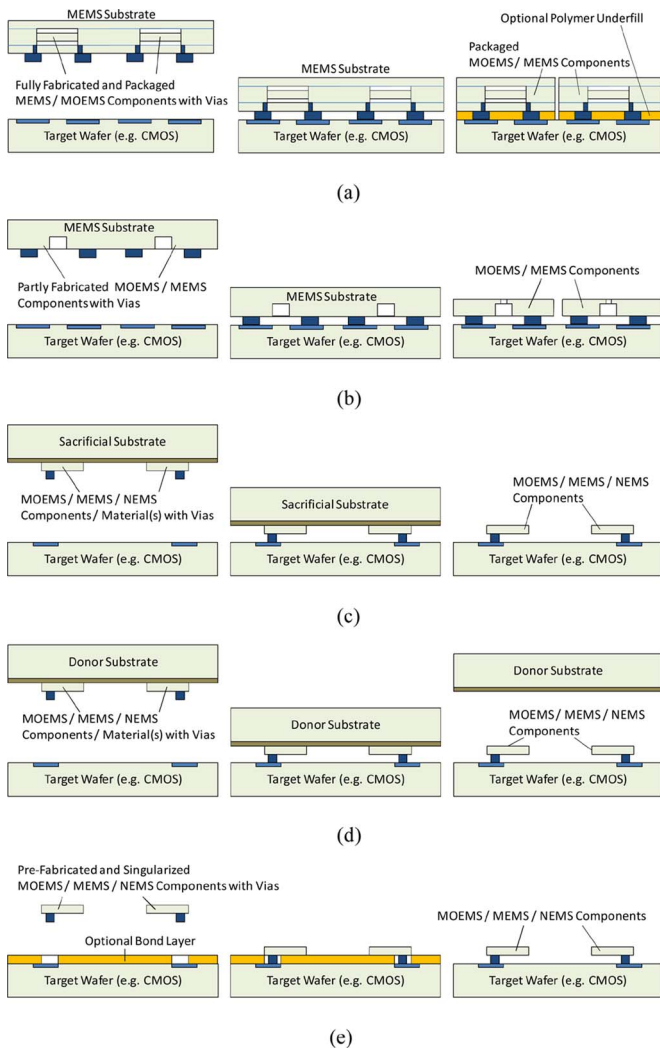 MEMS Substrate
Fully Fabricated and Packaged
MEMS / MOEMS Components with Vias
Target Wafer (e.g. CMOS)
MEMS Substrate
Target Wafer (e.g. CMOS)
Optional Polymer Underfill
Packaged
MOEMS / MEMS Components
Target Wafer (e.g. CMOS)
(a)
MEMS Substrate
Partly Fabricated MOEMS / MEMS
Components with Vias
Target Wafer (e.g. CMOS)
MEMS Substrate
Target Wafer (e.g. CMOS)
MOEMS / MEMS Components
Target Wafer (e.g. CMOS)
(b)
Sacrificial Substrate
MOEMS / MEMS / NEMS
Components / Material(s) with Vias
Target Wafer (e.g. CMOS)
Sacrificial Substrate
Target Wafer (e.g. CMOS)
MOEMS / MEMS / NEMS
Components
Target Wafer (e.g. CMOS)
(c)
Donor Substrate
MOEMS / MEMS / NEMS
Components / Material(s) with Vias
Target Wafer (e.g. CMOS)
Donor Substrate
Target Wafer (e.g. CMOS)
Donor Substrate
MOEMS / MEMS / NEMS
Components
Target Wafer (e.g. CMOS)
(d)
Pre-Fabricated and Singularized
MOEMS / MEMS / NEMS Components with Vias
Optional Bond Layer
Target Wafer (e.g. CMOS)
Target Wafer (e.g. CMOS)
MOEMS / MEMS / NEMS Components
Target Wafer (e.g. CMOS)
(e)